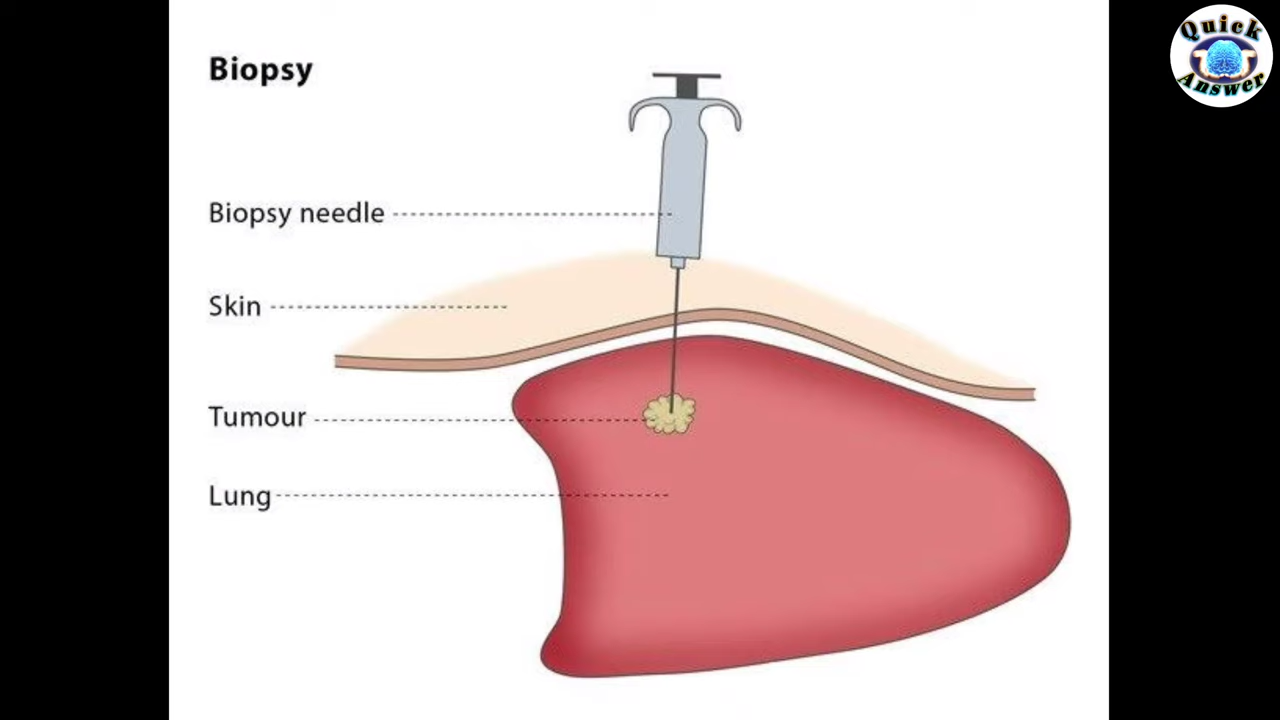 Biopsy
Quick
Answer
Biopsy needle
Skin
Tumour
Lung